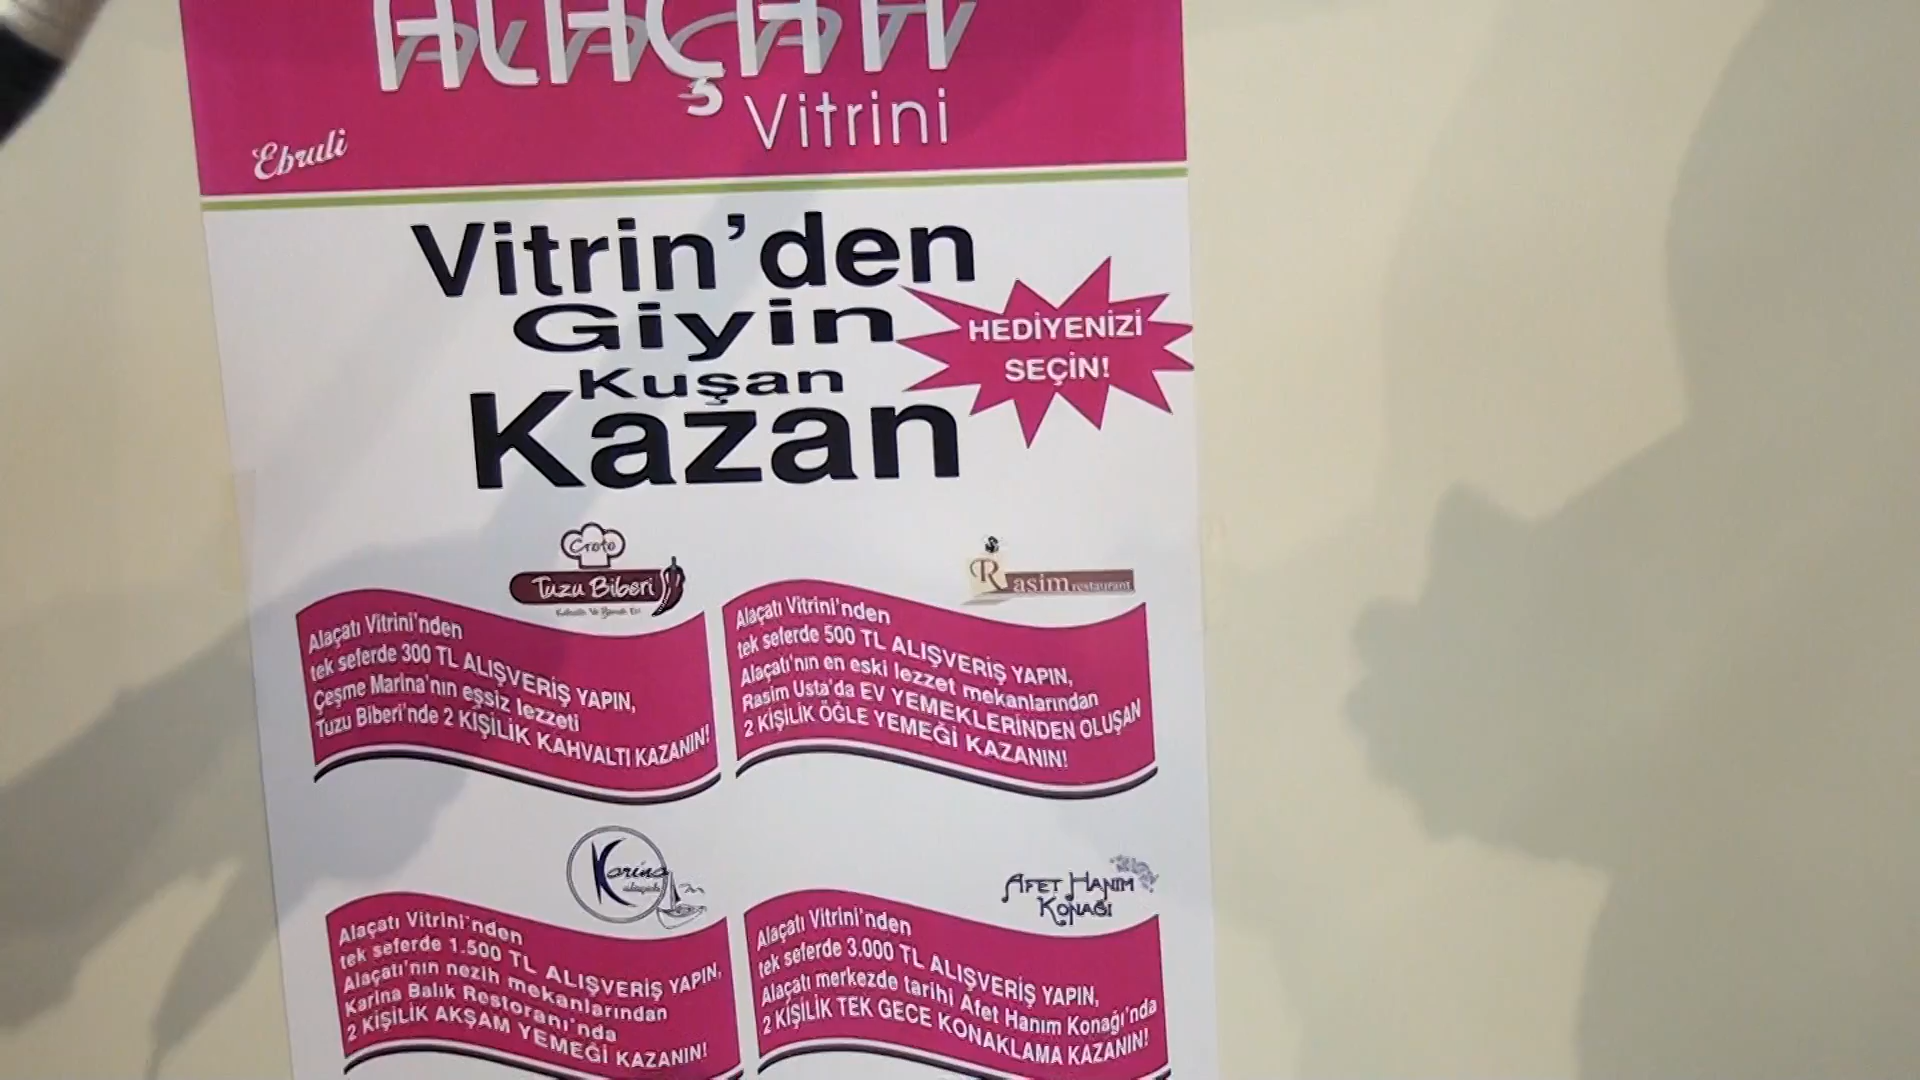 ALAÇATI
Vitrini
Ebruli
Vitrin'den
Giyin
Kuşan
Kazan
HEDİYENİZİ
SEÇİN!
Croto
Tuzu Biberi
Rasim restaurant
Alaçatı Vitrini'nden
tek seferde 300 TL ALIŞVERİŞ YAPIN,
Çeşme Marina'nın eşsiz lezzeti
Tuzu Biberi'nde 2 KİŞİLİK KAHVALTI KAZANIN!
Alaçatı Vitrini'nden
tek seferde 500 TL ALIŞVERİŞ YAPIN,
Alaçatı'nın en eski lezzet mekanlarından
Rasim Usta'da EV YEMEKLERİNDEN OLUŞAN
2 KİŞİLİK ÖĞLE YEMEĞİ KAZANIN!
Karina
AFET HANIM
KONAĞI
Alaçatı Vitrini'nden
tek seferde 1.500 TL ALIŞVERİŞ YAPIN,
Alaçatı'nın nezih mekanlarından
Karina Balık Restoranı'nda
2 KİŞİLİK AKŞAM YEMEĞİ KAZANIN!
Alaçatı Vitrini'nden
tek seferde 3.000 TL ALIŞVERİŞ YAPIN,
Alaçatı merkezde tarihi Afet Hanım Konağı'nda
2 KİŞİLİK TEK GECE KONAKLAMA KAZANIN!